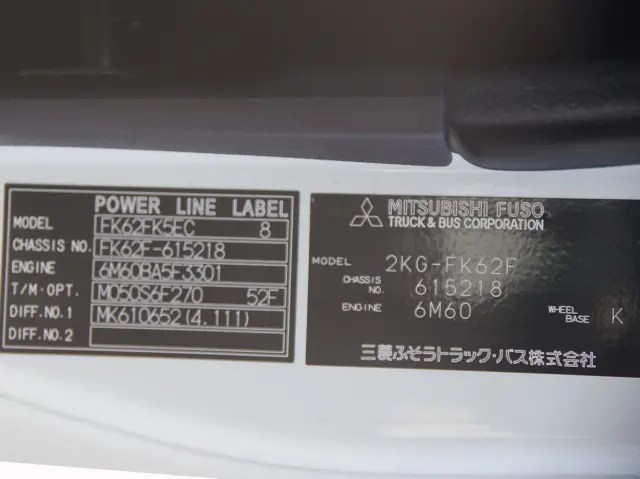 POWER LINE LABEL
MODEL FK62FK5EC 8
CHASSIS NO. FK62F-615218
ENGINE 6M60BA5F3301
T/M・OPT. M050S6F270 52F
DIFF. NO.1 MK610652(4.111)
DIFF. NO.2
MITSUBISHI FUSO
TRUCK & BUS CORPORATION
MODEL 2KG-FK62F
CHASSIS NO. 615218
ENGINE NO. 6M60 WHEEL BASE K
三菱ふそうトラック・バス株式会社